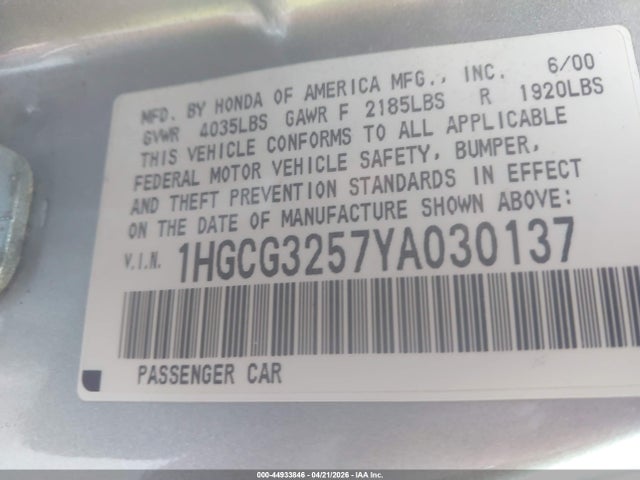 MFD. BY HONDA OF AMERICA MFG., INC. 6/00
GVWR 4035LBS GAWR F 2185LBS R 1920LBS
THIS VEHICLE CONFORMS TO ALL APPLICABLE
FEDERAL MOTOR VEHICLE SAFETY, BUMPER,
AND THEFT PREVENTION STANDARDS IN EFFECT
ON THE DATE OF MANUFACTURE SHOWN ABOVE:
V.I.N. 1HGCG3257YA030137
PASSENGER CAR
000-44933846 - 04/21/2026 - IAA Inc.